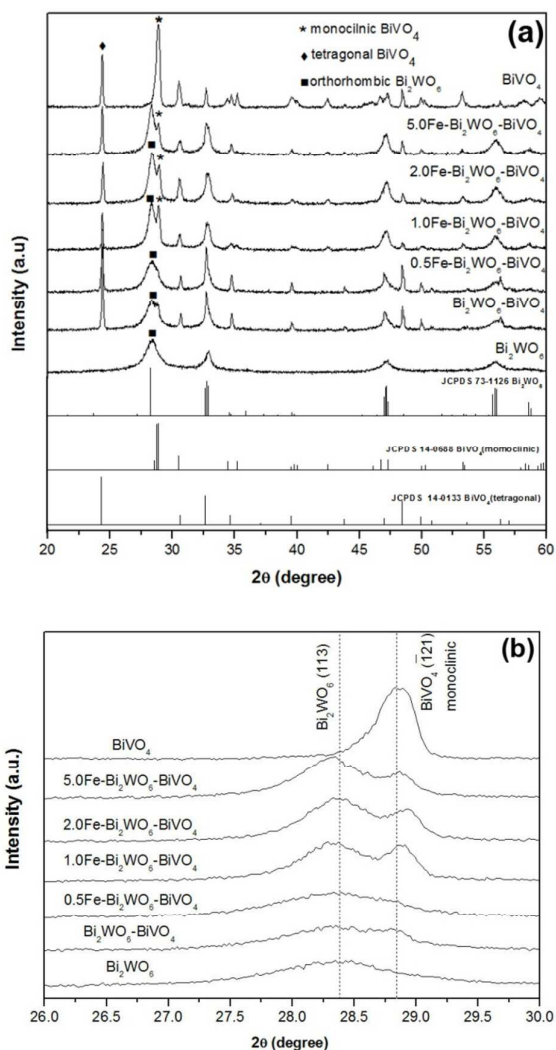 (a)
* monocilnic BiVO₄
♦ tetragonal BiVO₄
■ orthorhombic Bi₂WO₆
BiVO₄
5.0Fe-Bi₂WO₆-BiVO₄
2.0Fe-Bi₂WO₆-BiVO₄
1.0Fe-Bi₂WO₆-BiVO₄
0.5Fe-Bi₂WO₆-BiVO₄
Bi₂WO₆-BiVO₄
Bi₂WO₆
JCPDS 73-1126 Bi₂WO₆
JCPDS 14-0688 BiVO₄(momoclinic)
JCPDS 14-0133 BiVO₄(tetragonal)
Intensity (a.u)
20 25 30 35 40 45 50 55 60
2θ (degree)
(b)
Bi₂WO₆ (113)
BiVO₄ (1̅21)
monoclinic
BiVO₄
5.0Fe-Bi₂WO₆-BiVO₄
2.0Fe-Bi₂WO₆-BiVO₄
1.0Fe-Bi₂WO₆-BiVO₄
0.5Fe-Bi₂WO₆-BiVO₄
Bi₂WO₆-BiVO₄
Bi₂WO₆
Intensity (a.u.)
26.0 26.5 27.0 27.5 28.0 28.5 29.0 29.5 30.0
2θ (degree)